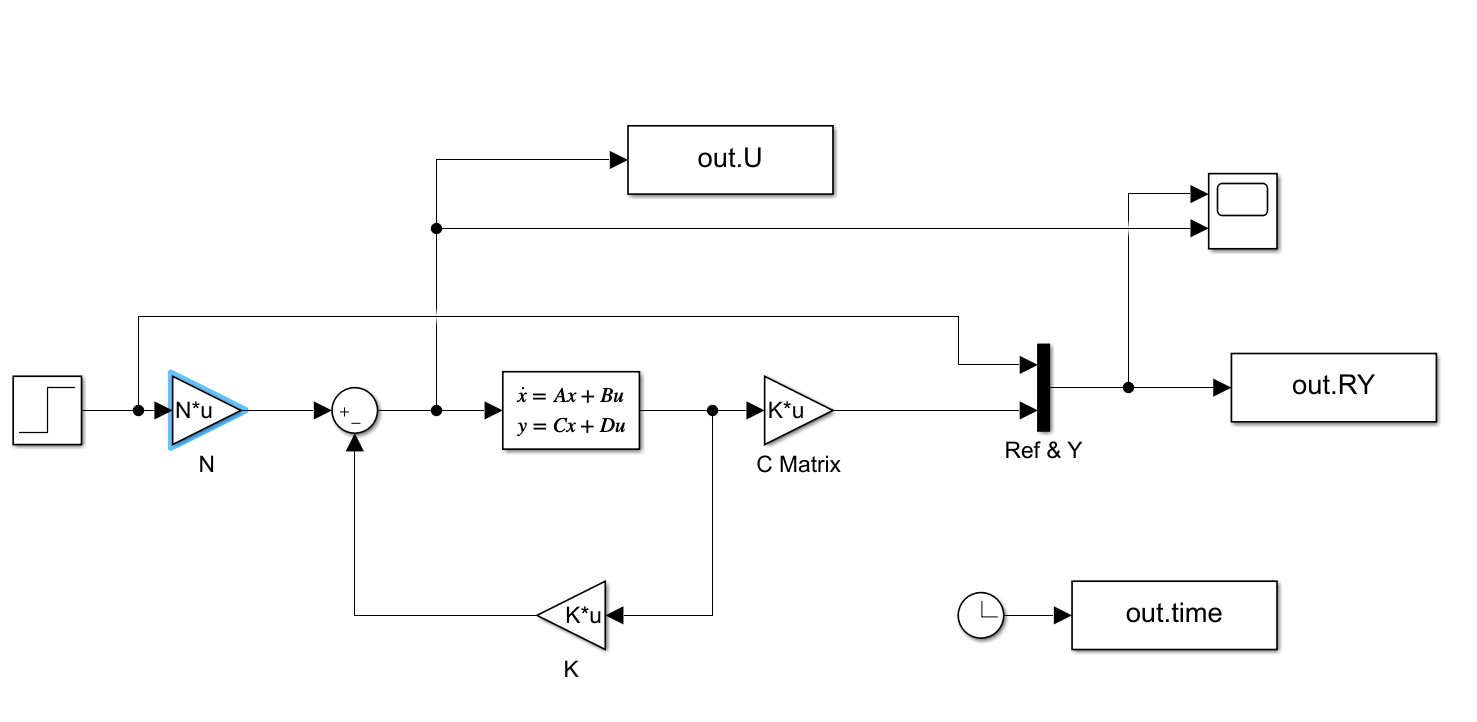 out.U
out.RY
N*u
+
−
ẋ = Ax + Bu
y = Cx + Du
K*u
N
C Matrix
Ref & Y
K*u
K
out.time